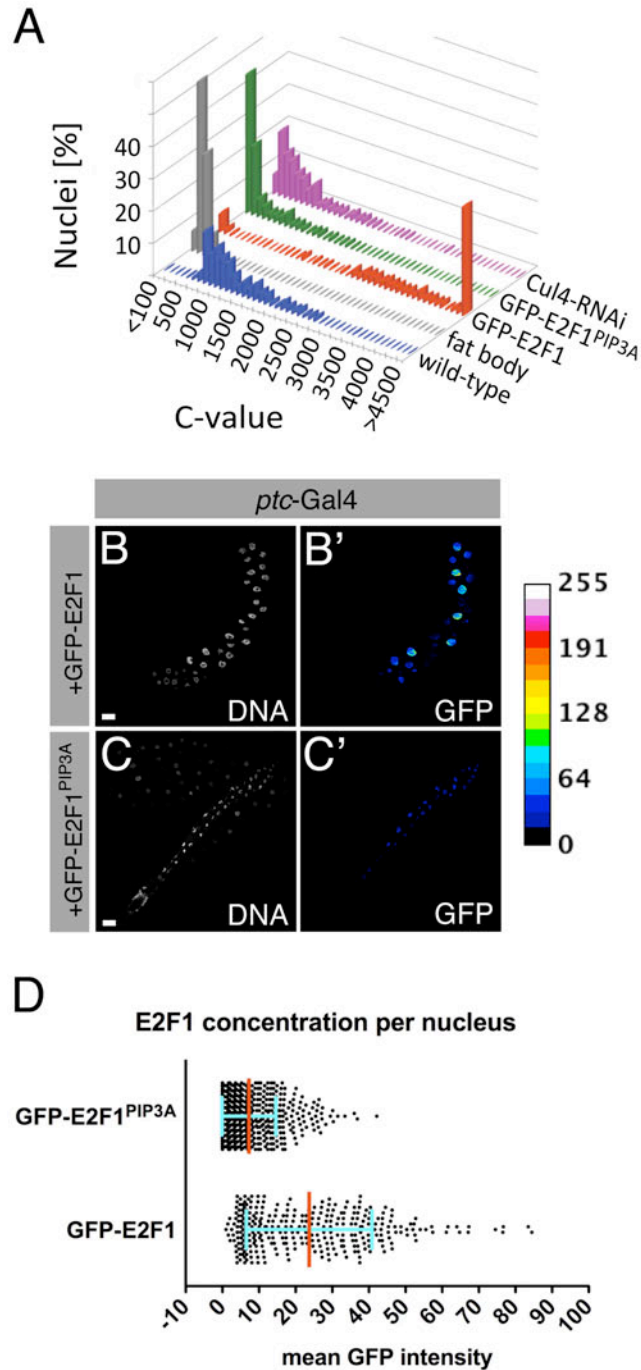 A
Nuclei [%]
40
30
20
10
<100
500
1000
1500
2000
2500
3000
3500
4000
>4500
C-value
Cul4-RNAi
GFP-E2F1PIP3A
GFP-E2F1
fat body
wild-type
ptc-Gal4
+GFP-E2F1
B
DNA
B'
GFP
+GFP-E2F1PIP3A
C
DNA
C'
GFP
255
191
128
64
0
D
E2F1 concentration per nucleus
GFP-E2F1PIP3A
GFP-E2F1
-10 0 10 20 30 40 50 60 70 80 90 100
mean GFP intensity